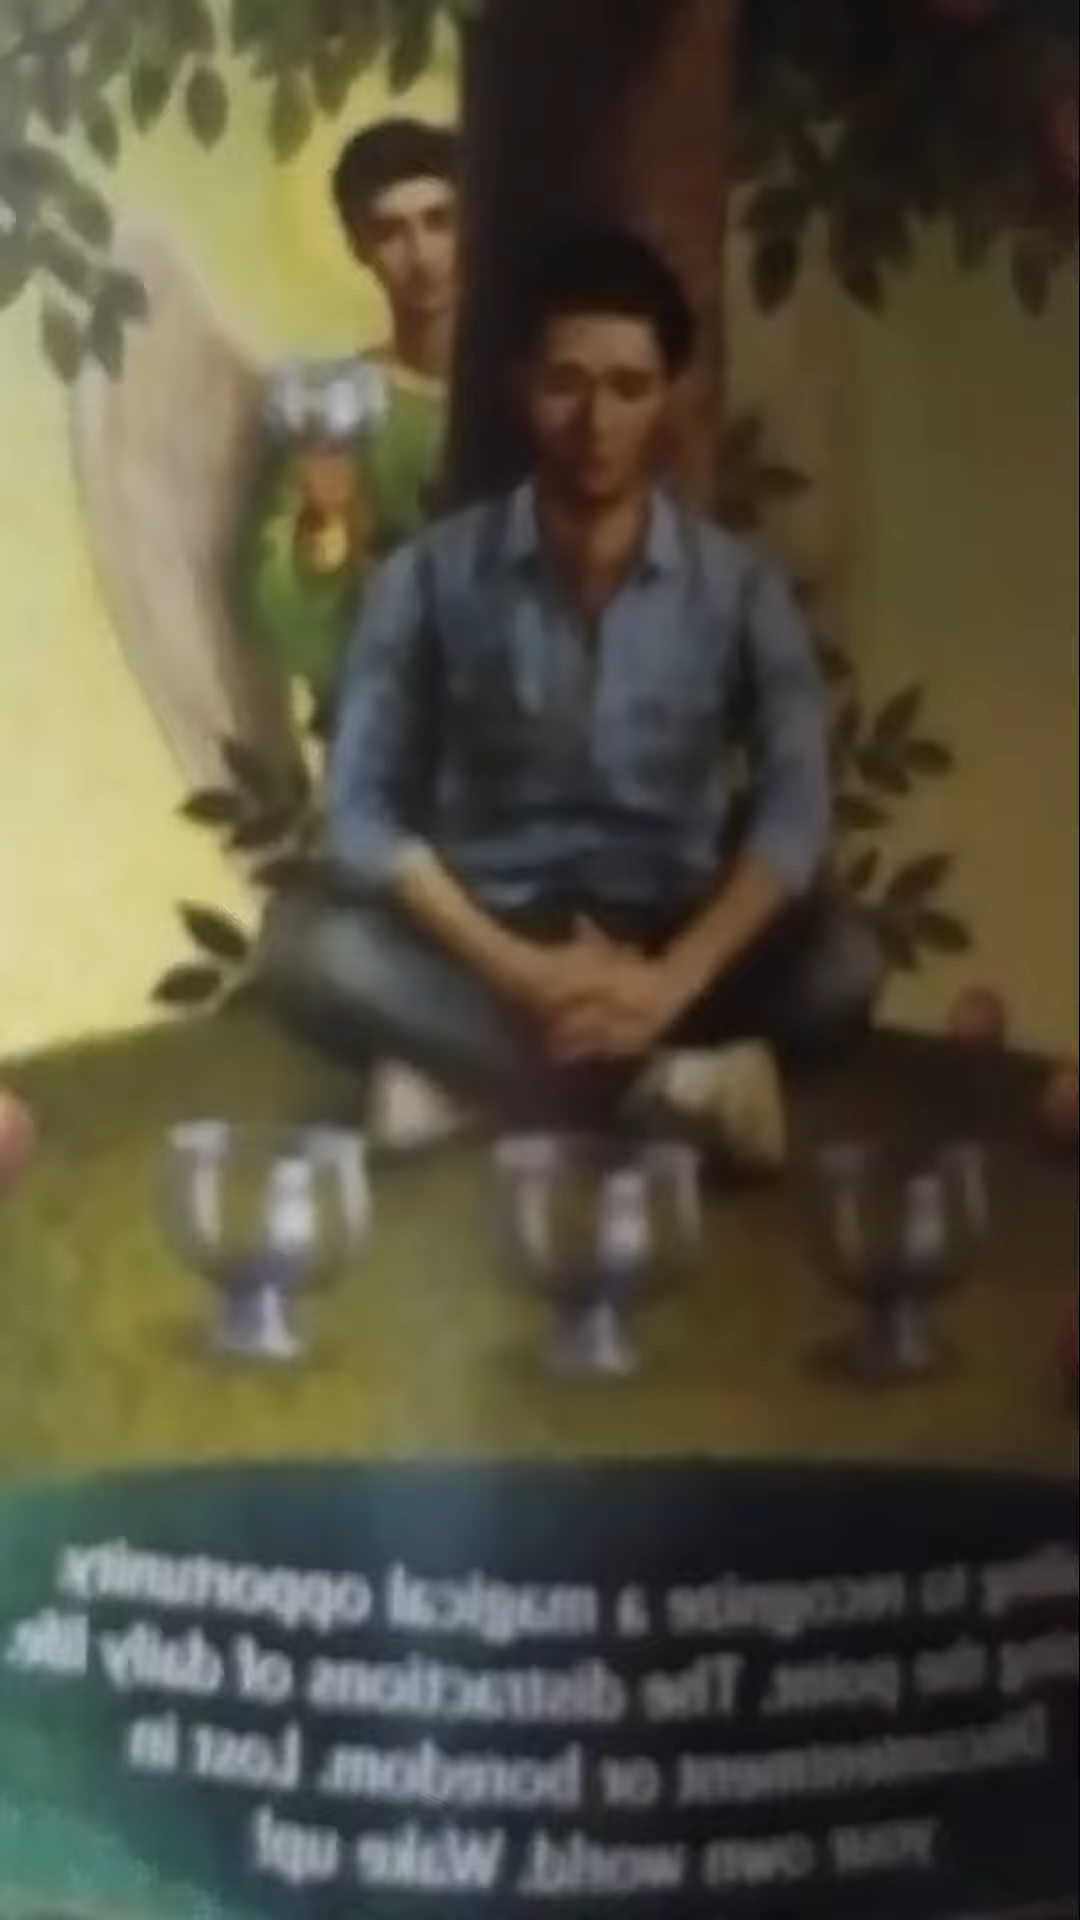 to recognize a magical opportunity.
the point. The distractions of daily life.
Discontentment or boredom. Lost in
your own world. Wake up!